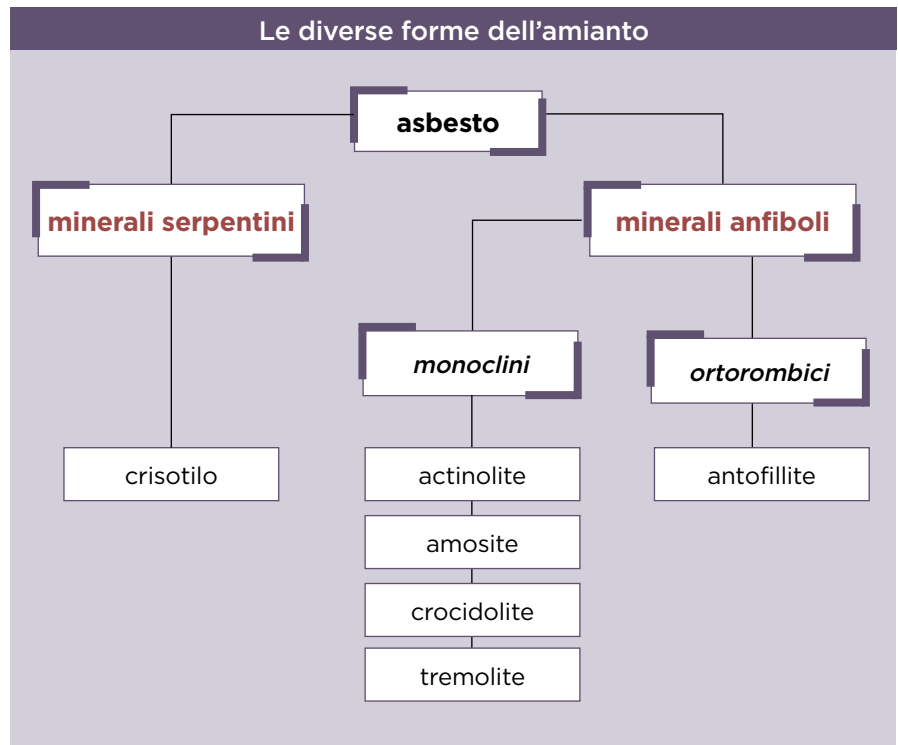 Le diverse forme dell'amianto
asbesto
minerali serpentini
minerali anfiboli
monoclini
ortorombici
crisotilo
actinolite
antofillite
amosite
crocidolite
tremolite